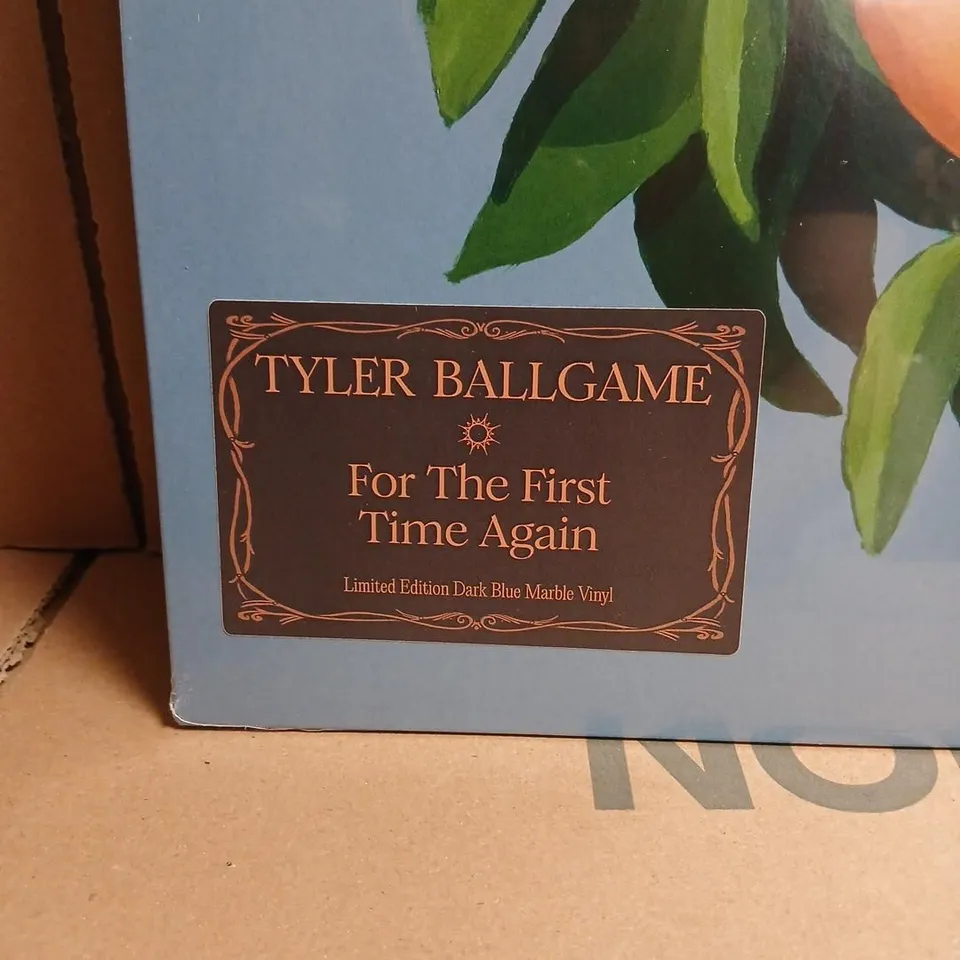 TYLER BALLGAME
For The First
Time Again
Limited Edition Dark Blue Marble Vinyl